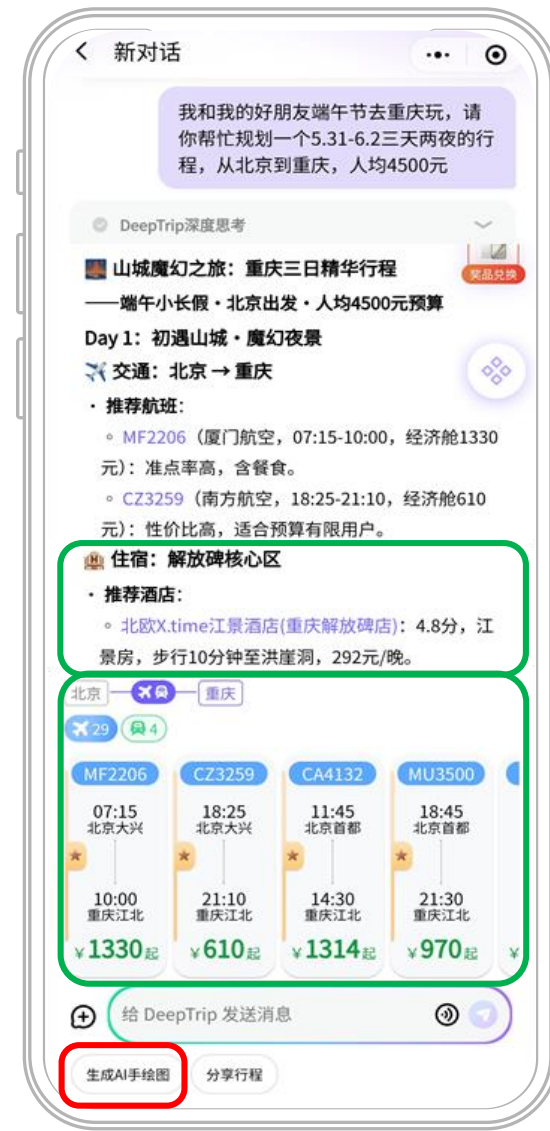 新对话
我和我的好朋友端午节去重庆玩，请
你帮忙规划一个5.31-6.2三天两夜的行
程，从北京到重庆，人均4500元
DeepTrip深度思考
山城魔幻之旅：重庆三日精华行程
奖品兑换
——端午小长假·北京出发·人均4500元预算
Day 1：初遇山城·魔幻夜景
交通：北京→重庆
· 推荐航班：
◦ MF2206（厦门航空，07:15-10:00，经济舱1330
元）：准点率高，含餐食。
◦ CZ3259（南方航空，18:25-21:10，经济舱610
元）：性价比高，适合预算有限用户。
住宿：解放碑核心区
· 推荐酒店：
◦ 北欧X.time江景酒店(重庆解放碑店)：4.8分，江
景房，步行10分钟至洪崖洞，292元/晚。
北京 重庆
29 4
MF2206 CZ3259 CA4132 MU3500
07:15 18:25 11:45 18:45
北京大兴 北京大兴 北京首都 北京首都
10:00 21:10 14:30 21:30
重庆江北 重庆江北 重庆江北 重庆江北
¥1330起 ¥610起 ¥1314起 ¥970起 ¥
给 DeepTrip 发送消息
生成AI手绘图 分享行程